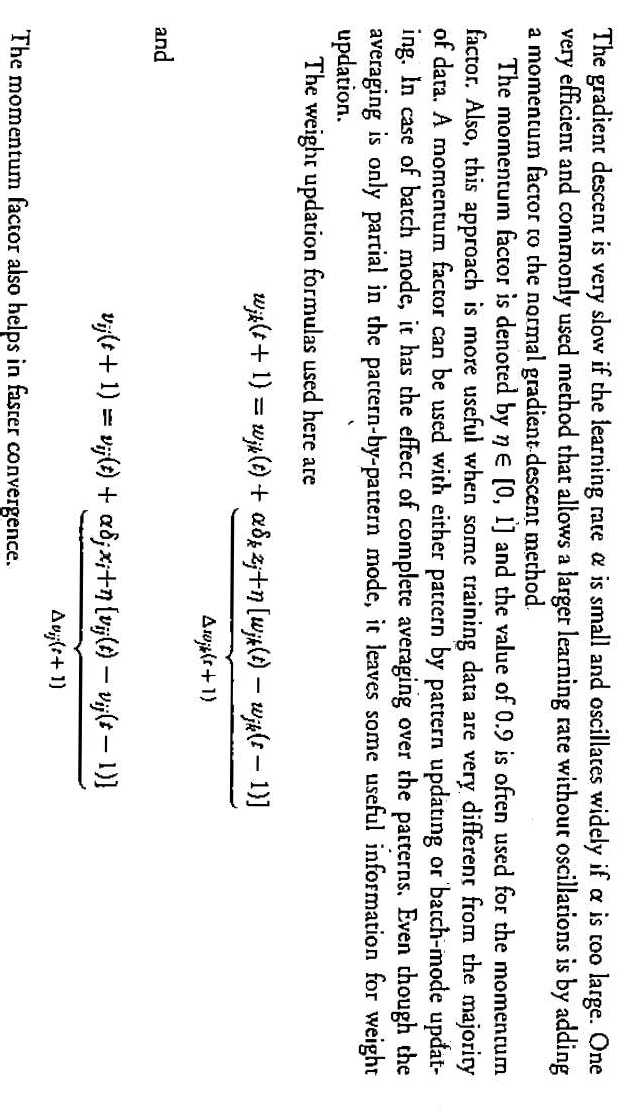 The gradient descent is very slow if the learning rate α is small and oscillates widely if α is too large. One
very efficient and commonly used method that allows a larger learning rate without oscillations is by adding
a momentum factor to the normal gradient-descent method.
The momentum factor is denoted by η ∈ [0, 1] and the value of 0.9 is often used for the momentum
factor. Also, this approach is more useful when some training data are very different from the majority
of data. A momentum factor can be used with either pattern by pattern updating or batch-mode updat-
ing. In case of batch mode, it has the effect of complete averaging over the patterns. Even though the
averaging is only partial in the pattern-by-pattern mode, it leaves some useful information for weight
updation.
The weight updation formulas used here are
w_jk(t + 1) = w_jk(t) + αδ_k z_j + η [w_jk(t) − w_jk(t − 1)]
Δw_jk(t + 1)
and
v_ij(t + 1) = v_ij(t) + αδ_j x_i + η [v_ij(t) − v_ij(t − 1)]
Δv_ij(t + 1)
The momentum factor also helps in faster convergence.